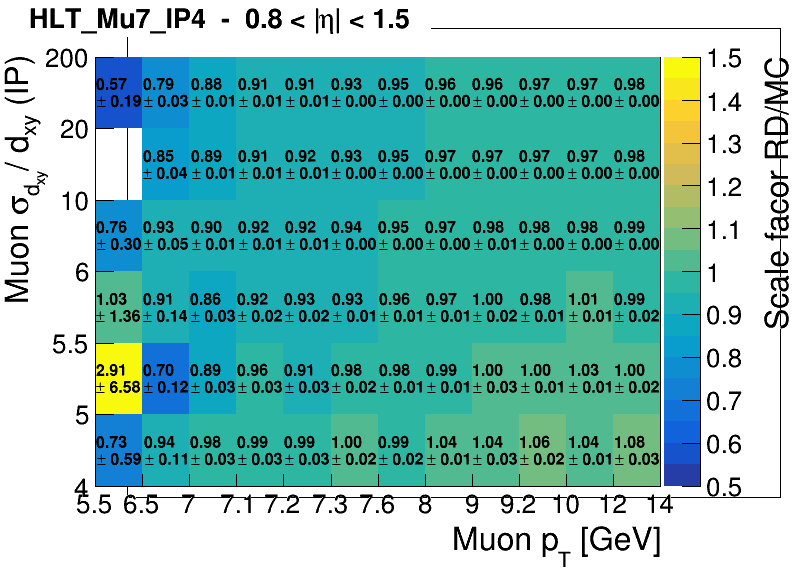 HLT_Mu7_IP4 - 0.8 < |η| < 1.5
Muon σ_{d_{xy}} / d_{xy} (IP)
200
20
10
6
5.5
5
4
0.57 0.79 0.88 0.91 0.91 0.93 0.95 0.96 0.96 0.97 0.97 0.98
± 0.19 ± 0.03 ± 0.01 ± 0.01 ± 0.01 ± 0.00 ± 0.00 ± 0.00 ± 0.00 ± 0.00 ± 0.00 ± 0.00
0.85 0.89 0.91 0.92 0.93 0.95 0.97 0.97 0.97 0.97 0.98
± 0.04 ± 0.01 ± 0.01 ± 0.01 ± 0.00 ± 0.00 ± 0.00 ± 0.00 ± 0.00 ± 0.00 ± 0.00
0.76 0.93 0.90 0.92 0.92 0.94 0.95 0.97 0.98 0.98 0.98 0.99
± 0.30 ± 0.05 ± 0.01 ± 0.01 ± 0.01 ± 0.00 ± 0.00 ± 0.00 ± 0.01 ± 0.00 ± 0.00 ± 0.00
1.03 0.91 0.86 0.92 0.93 0.93 0.96 0.97 1.00 0.98 1.01 0.99
± 1.36 ± 0.14 ± 0.03 ± 0.02 ± 0.02 ± 0.01 ± 0.01 ± 0.01 ± 0.02 ± 0.01 ± 0.01 ± 0.02
2.91 0.70 0.89 0.96 0.91 0.98 0.98 0.99 1.00 1.00 1.03 1.00
± 6.58 ± 0.12 ± 0.03 ± 0.03 ± 0.03 ± 0.02 ± 0.01 ± 0.01 ± 0.03 ± 0.01 ± 0.01 ± 0.02
0.73 0.94 0.98 0.99 0.99 1.00 0.99 1.04 1.04 1.06 1.04 1.08
± 0.59 ± 0.11 ± 0.03 ± 0.03 ± 0.03 ± 0.02 ± 0.02 ± 0.01 ± 0.03 ± 0.02 ± 0.01 ± 0.03
5.5 6.5 7 7.1 7.2 7.3 7.6 8 9 9.2 10 12 14
Muon p_T [GeV]
1.5
1.4
1.3
1.2
1.1
1
0.9
0.8
0.7
0.6
0.5
Scale facor RD/MC